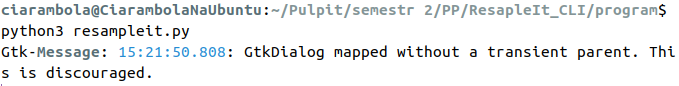 ciarambola@CiarambolaNaUbuntu:~/Pulpit/semestr 2/PP/ResapleIt_CLI/program$
python3 resampleit.py
Gtk-Message: 15:21:50.808: GtkDialog mapped without a transient parent. Thi
s is discouraged.